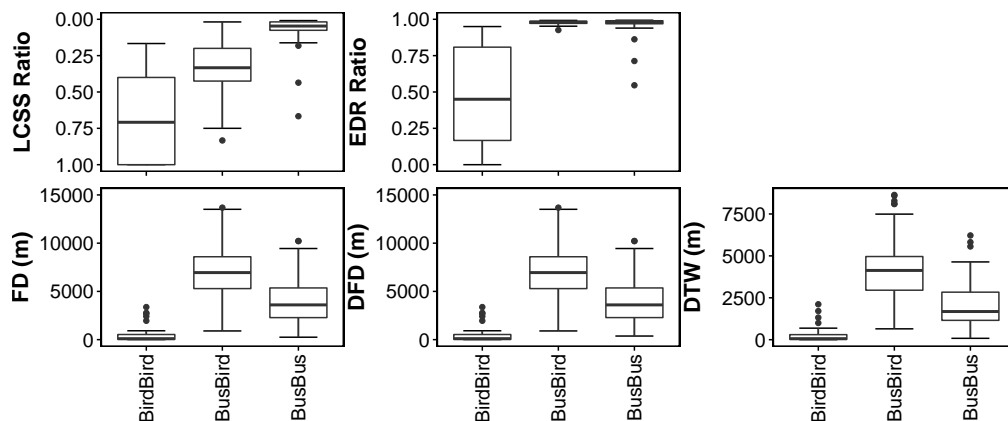 LCSS Ratio
0.00
0.25
0.50
0.75
1.00
EDR Ratio
1.00
0.75
0.50
0.25
0.00
FD (m)
15000
10000
5000
0
BirdBird
BusBird
BusBus
DFD (m)
15000
10000
5000
0
BirdBird
BusBird
BusBus
DTW (m)
7500
5000
2500
0
BirdBird
BusBird
BusBus